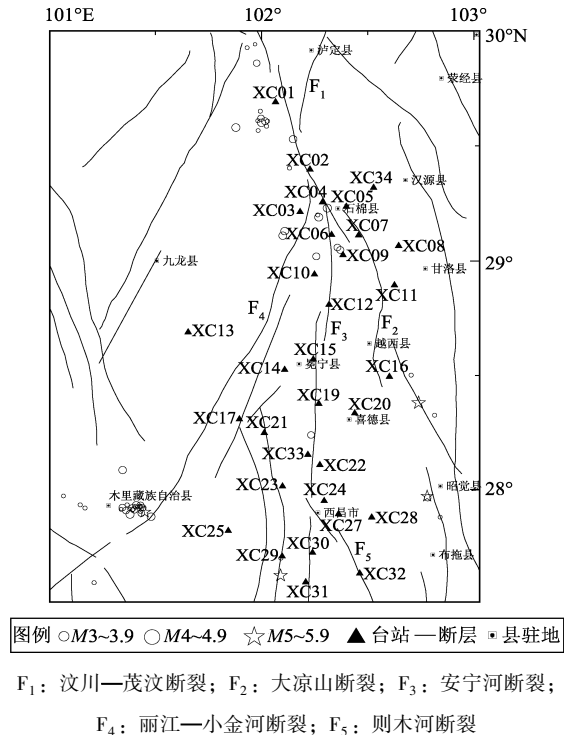 101°E 102° 103°
30°N
泸定县
F1
荥经县
XC01
XC02
XC34
汉源县
XC04
XC05
石棉县
XC03
XC07
XC06
XC08
XC09
29°
九龙县
甘洛县
XC10
XC11
F4
XC12
F2
XC13
F3
越西县
XC15
冕宁县
XC14
XC16
XC19
XC20
喜德县
XC17
XC21
XC33
XC22
XC23
昭觉县
28°
木里藏族自治县
XC24
西昌市
XC27
XC28
XC25
XC30
XC29
F5
布拖县
XC32
XC31
图例 M3~3.9 M4~4.9 M5~5.9 台站 断层 县驻地
F1：汶川—茂汶断裂；F2：大凉山断裂；F3：安宁河断裂；
F4：丽江—小金河断裂；F5：则木河断裂